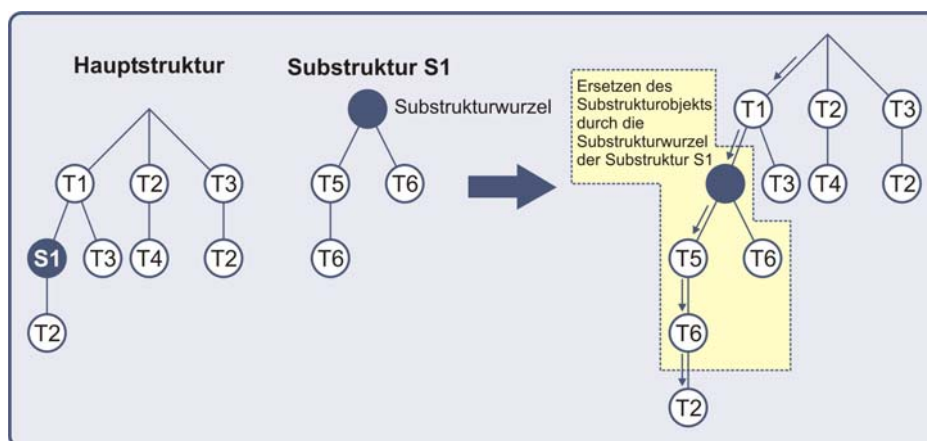 Hauptstruktur
T1 T2 T3
S1 T3 T4 T2
T2
Substruktur S1
Substrukturwurzel
T5 T6
T6
Ersetzen des
Substrukturobjekts
durch die
Substrukturwurzel
der Substruktur S1
T1 T2 T3
T3 T4 T2
T5 T6
T6
T2